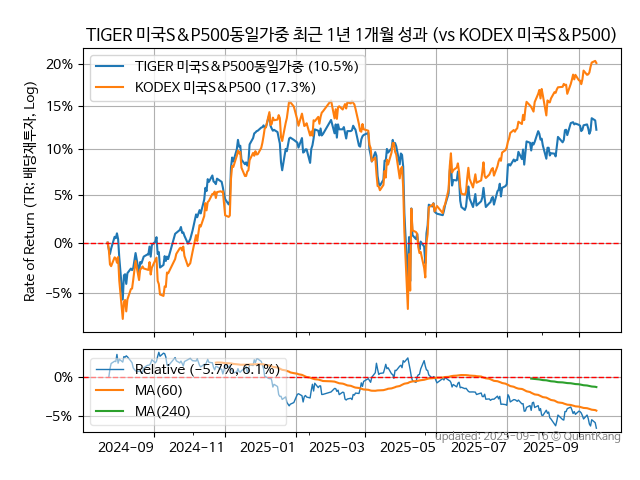 TIGER 미국S&P500동일가중 최근 1년 1개월 성과 (vs KODEX 미국S&P500)
Rate of Return (TR: 배당재투자, Log)
20%
15%
10%
5%
0%
−5%
TIGER 미국S&P500동일가중 (10.5%)
KODEX 미국S&P500 (17.3%)
0%
−5%
Relative (−5.7%, 6.1%)
MA(60)
MA(240)
2024−09 2024−11 2025−01 2025−03 2025−05 2025−07 2025−09
updated: 2025-09-16 © QuantKang